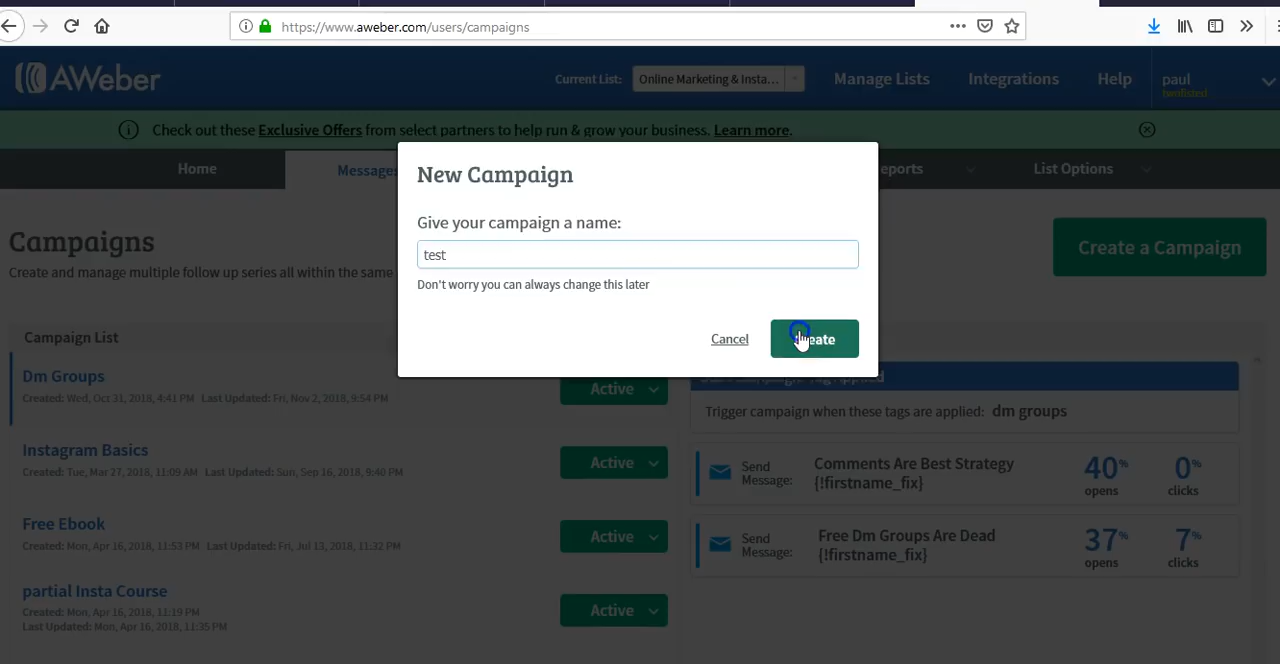 https://www.aweber.com/users/campaigns
AWeber
Current List:
Online Marketing & Insta...
Manage Lists
Integrations
Help
paul
twofisted
Check out these Exclusive Offers from select partners to help run & grow your business. Learn more.
Home
Messages
eports
List Options
New Campaign
Give your campaign a name:
test
Don't worry you can always change this later
Cancel
eate
Campaigns
Create and manage multiple follow up series all within the same
Create a Campaign
Campaign List
Dm Groups
Created: Wed, Oct 31, 2018, 4:41 PM Last Updated: Fri, Nov 2, 2018, 9:54 PM
Active
Instagram Basics
Created: Tue, Mar 27, 2018, 11:09 AM Last Updated: Sun, Sep 16, 2018, 9:40 PM
Active
Free Ebook
Created: Mon, Apr 16, 2018, 11:53 PM Last Updated: Fri, Jul 13, 2018, 11:32 PM
Active
partial Insta Course
Created: Mon, Apr 16, 2018, 11:19 PM
Last Updated: Mon, Apr 16, 2018, 11:35 PM
Active
Trigger campaign when these tags are applied: dm groups
Send
Message:
Comments Are Best Strategy
{!firstname_fix}
40%
opens
0%
clicks
Send
Message:
Free Dm Groups Are Dead
{!firstname_fix}
37%
opens
7%
clicks